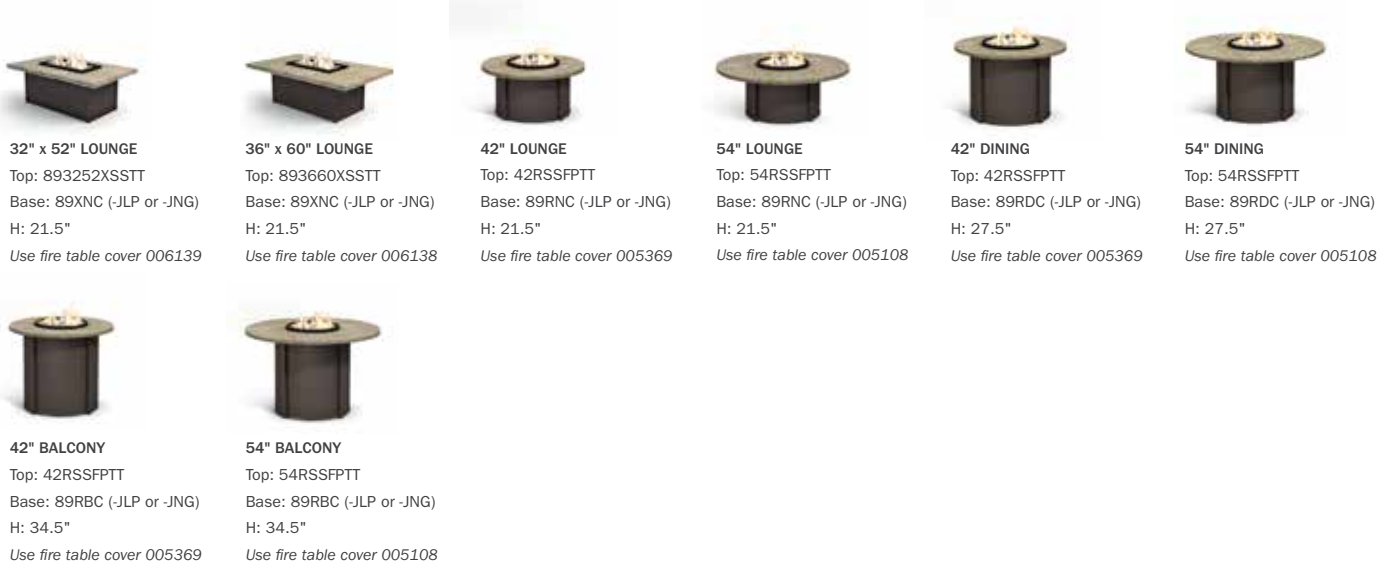 32" x 52" LOUNGE
Top: 893252XSSTT
Base: 89XNC (-JLP or -JNG)
H: 21.5"
Use fire table cover 006139
36" x 60" LOUNGE
Top: 893660XSSTT
Base: 89XNC (-JLP or -JNG)
H: 21.5"
Use fire table cover 006138
42" LOUNGE
Top: 42RSSFPTT
Base: 89RNC (-JLP or -JNG)
H: 21.5"
Use fire table cover 005369
54" LOUNGE
Top: 54RSSFPTT
Base: 89RNC (-JLP or -JNG)
H: 21.5"
Use fire table cover 005108
42" DINING
Top: 42RSSFPTT
Base: 89RDC (-JLP or -JNG)
H: 27.5"
Use fire table cover 005369
54" DINING
Top: 54RSSFPTT
Base: 89RDC (-JLP or -JNG)
H: 27.5"
Use fire table cover 005108
42" BALCONY
Top: 42RSSFPTT
Base: 89RBC (-JLP or -JNG)
H: 34.5"
Use fire table cover 005369
54" BALCONY
Top: 54RSSFPTT
Base: 89RBC (-JLP or -JNG)
H: 34.5"
Use fire table cover 005108